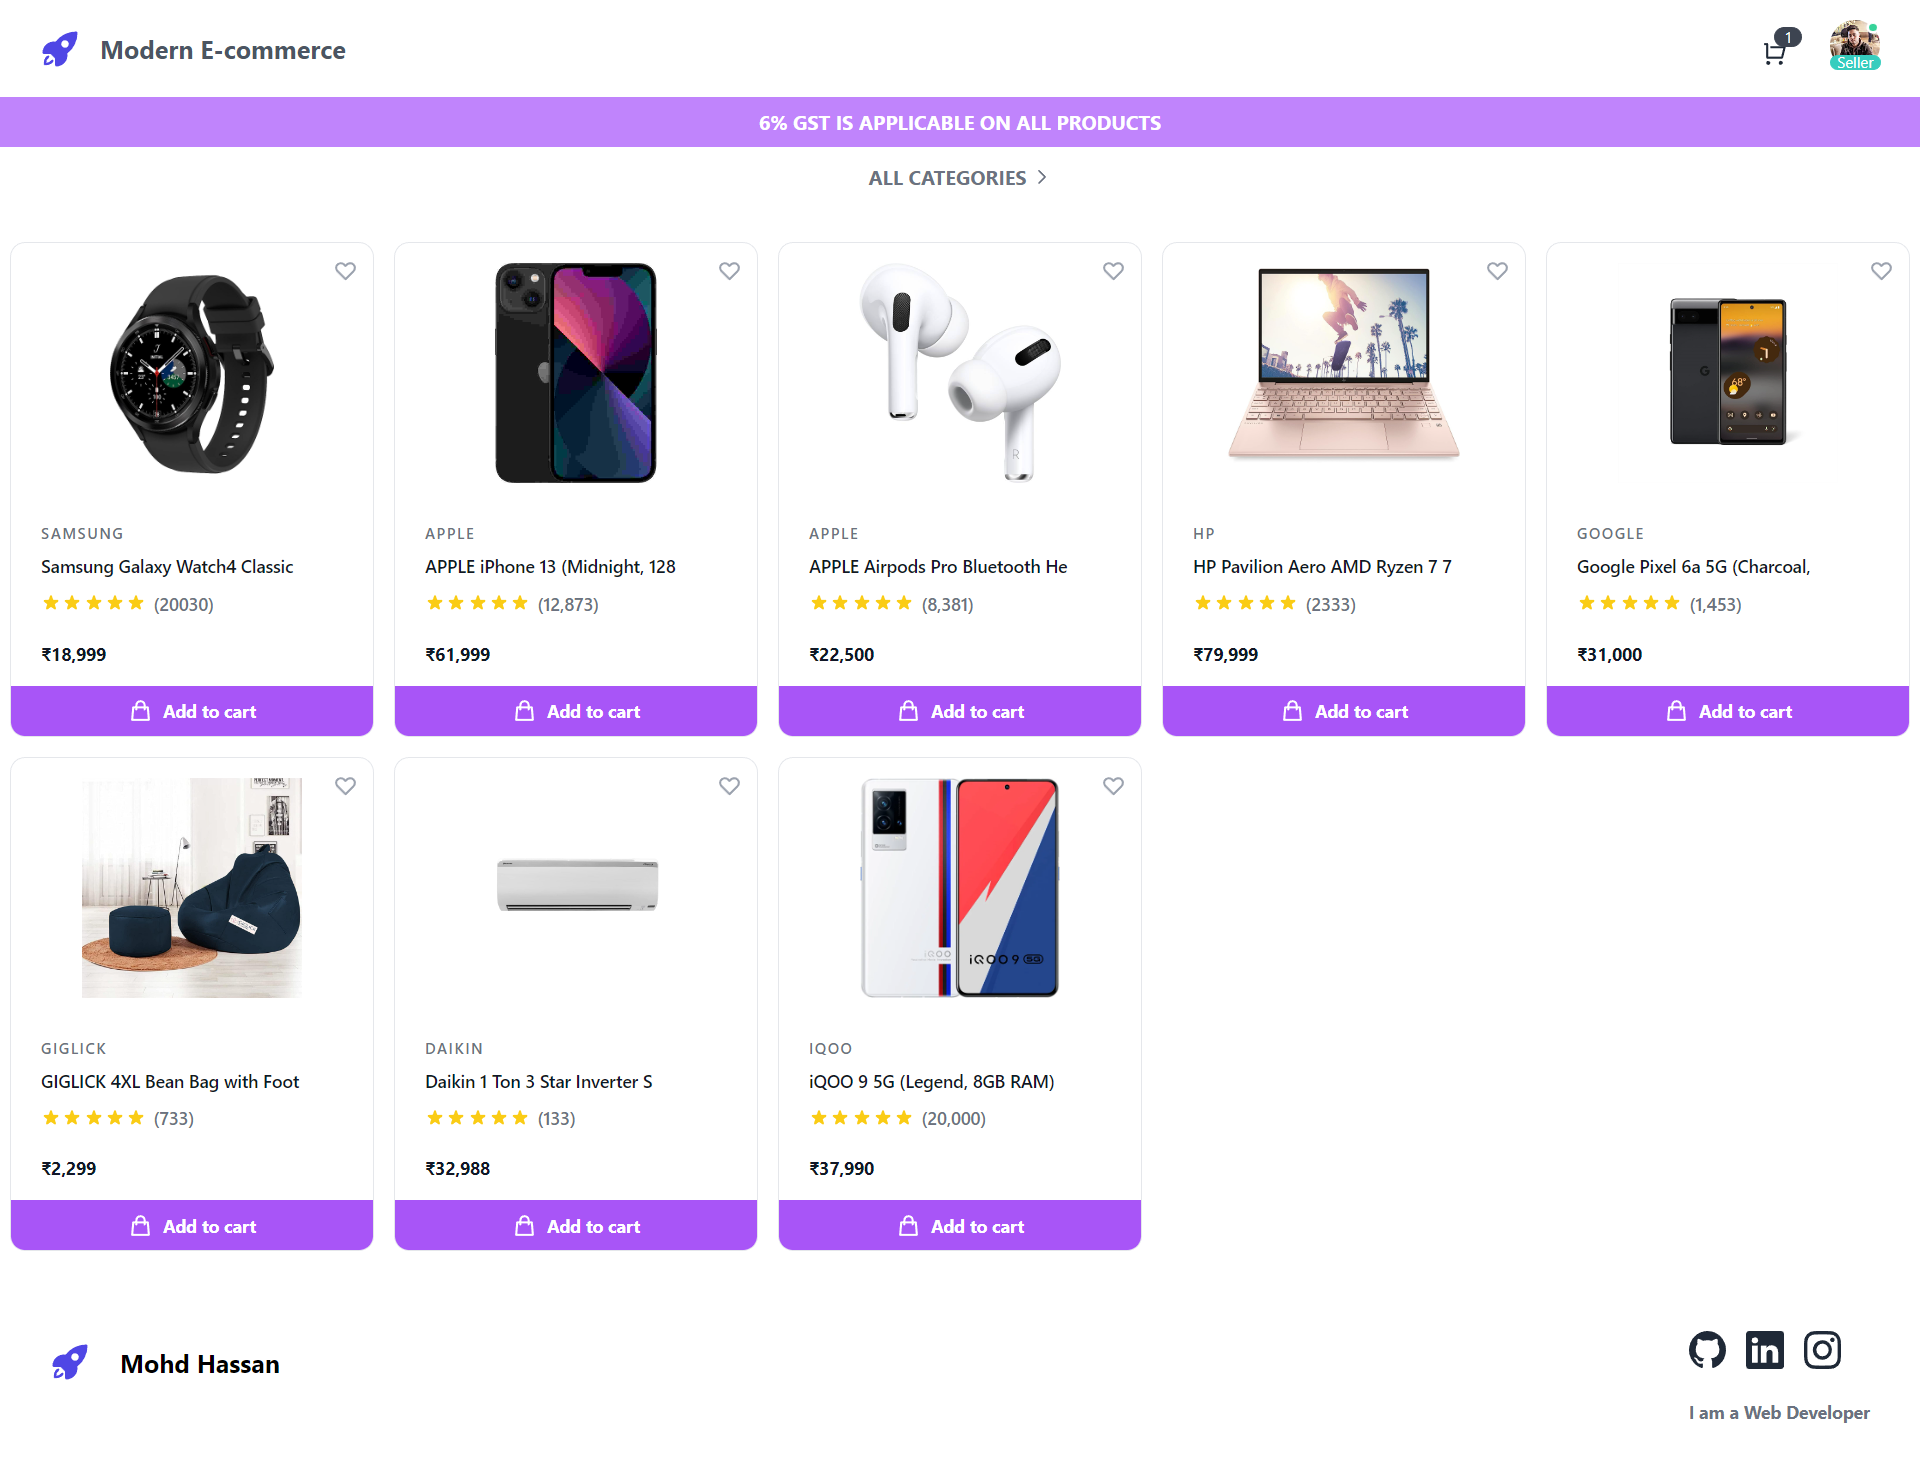 Modern E-commerce
1
Seller
6% GST IS APPLICABLE ON ALL PRODUCTS
ALL CATEGORIES
SAMSUNG
Samsung Galaxy Watch4 Classic
(20030)
₹18,999
Add to cart
APPLE
APPLE iPhone 13 (Midnight, 128
(12,873)
₹61,999
Add to cart
R
APPLE
APPLE Airpods Pro Bluetooth He
(8,381)
₹22,500
Add to cart
HP
HP Pavilion Aero AMD Ryzen 7 7
(2333)
₹79,999
Add to cart
G
68°
GOOGLE
Google Pixel 6a 5G (Charcoal,
(1,453)
₹31,000
Add to cart
GIGLICK
GIGLICK 4XL Bean Bag with Foot
(733)
₹2,299
Add to cart
DAIKIN
Daikin 1 Ton 3 Star Inverter S
(133)
₹32,988
Add to cart
iQOO
iQOO 9 5G
IQOO
iQOO 9 5G (Legend, 8GB RAM)
(20,000)
₹37,990
Add to cart
Mohd Hassan
in
I am a Web Developer